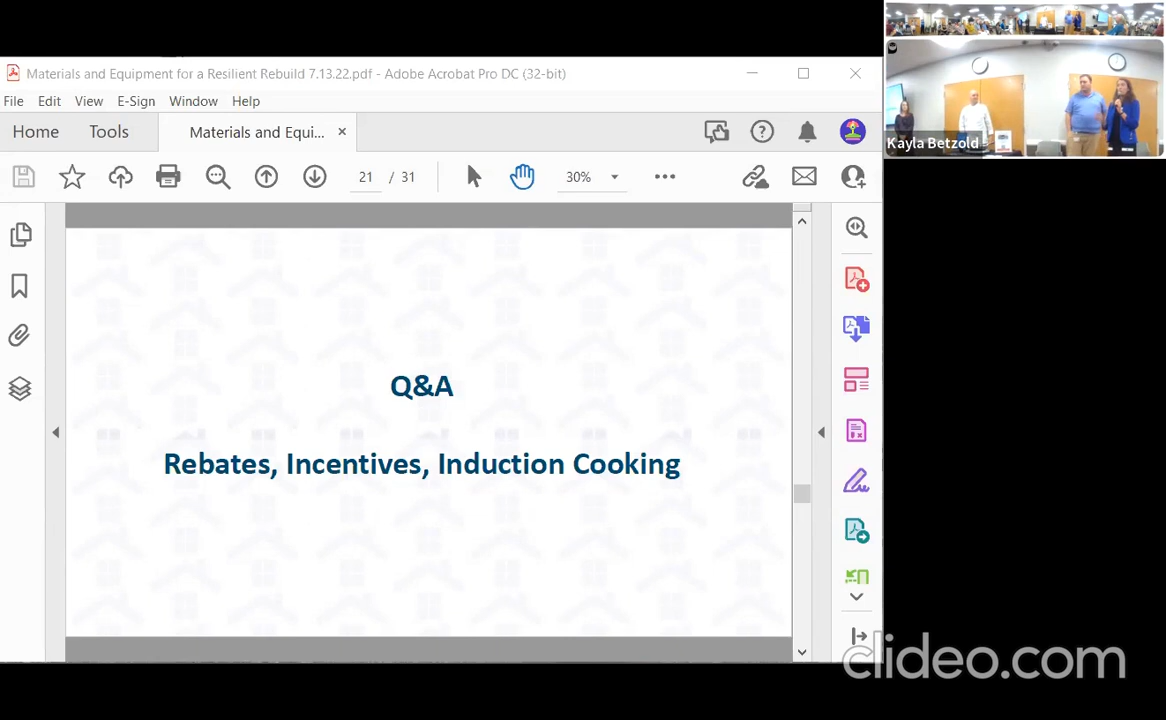 Materials and Equipment for a Resilient Rebuild 7.13.22.pdf - Adobe Acrobat Pro DC (32-bit)
File Edit View E-Sign Window Help
Home Tools Materials and Equi...
21 / 31 30%
Kayla Betzold
Q&A
Rebates, Incentives, Induction Cooking
clideo.com